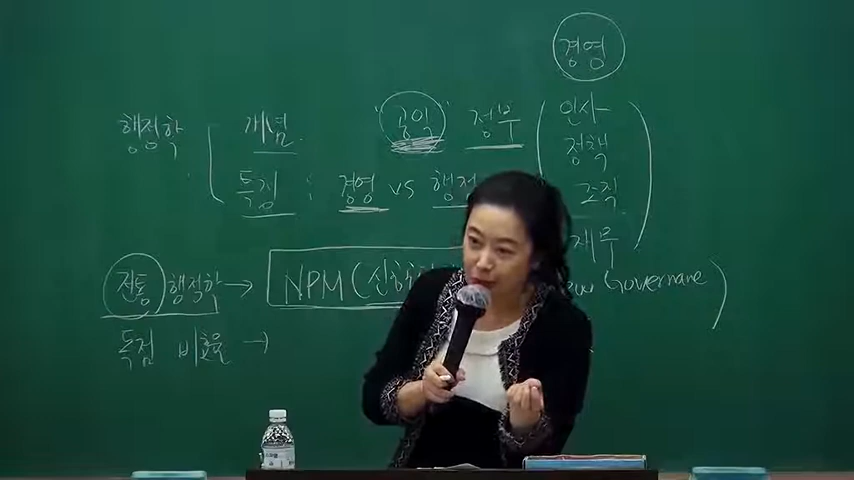 경영
행정학 개념 공익 정부 인사
정책
특징 : 경영 vs 행정 조직
재무
전통 행정학 → NPM (신공공 Governance )
독점 비효율 →